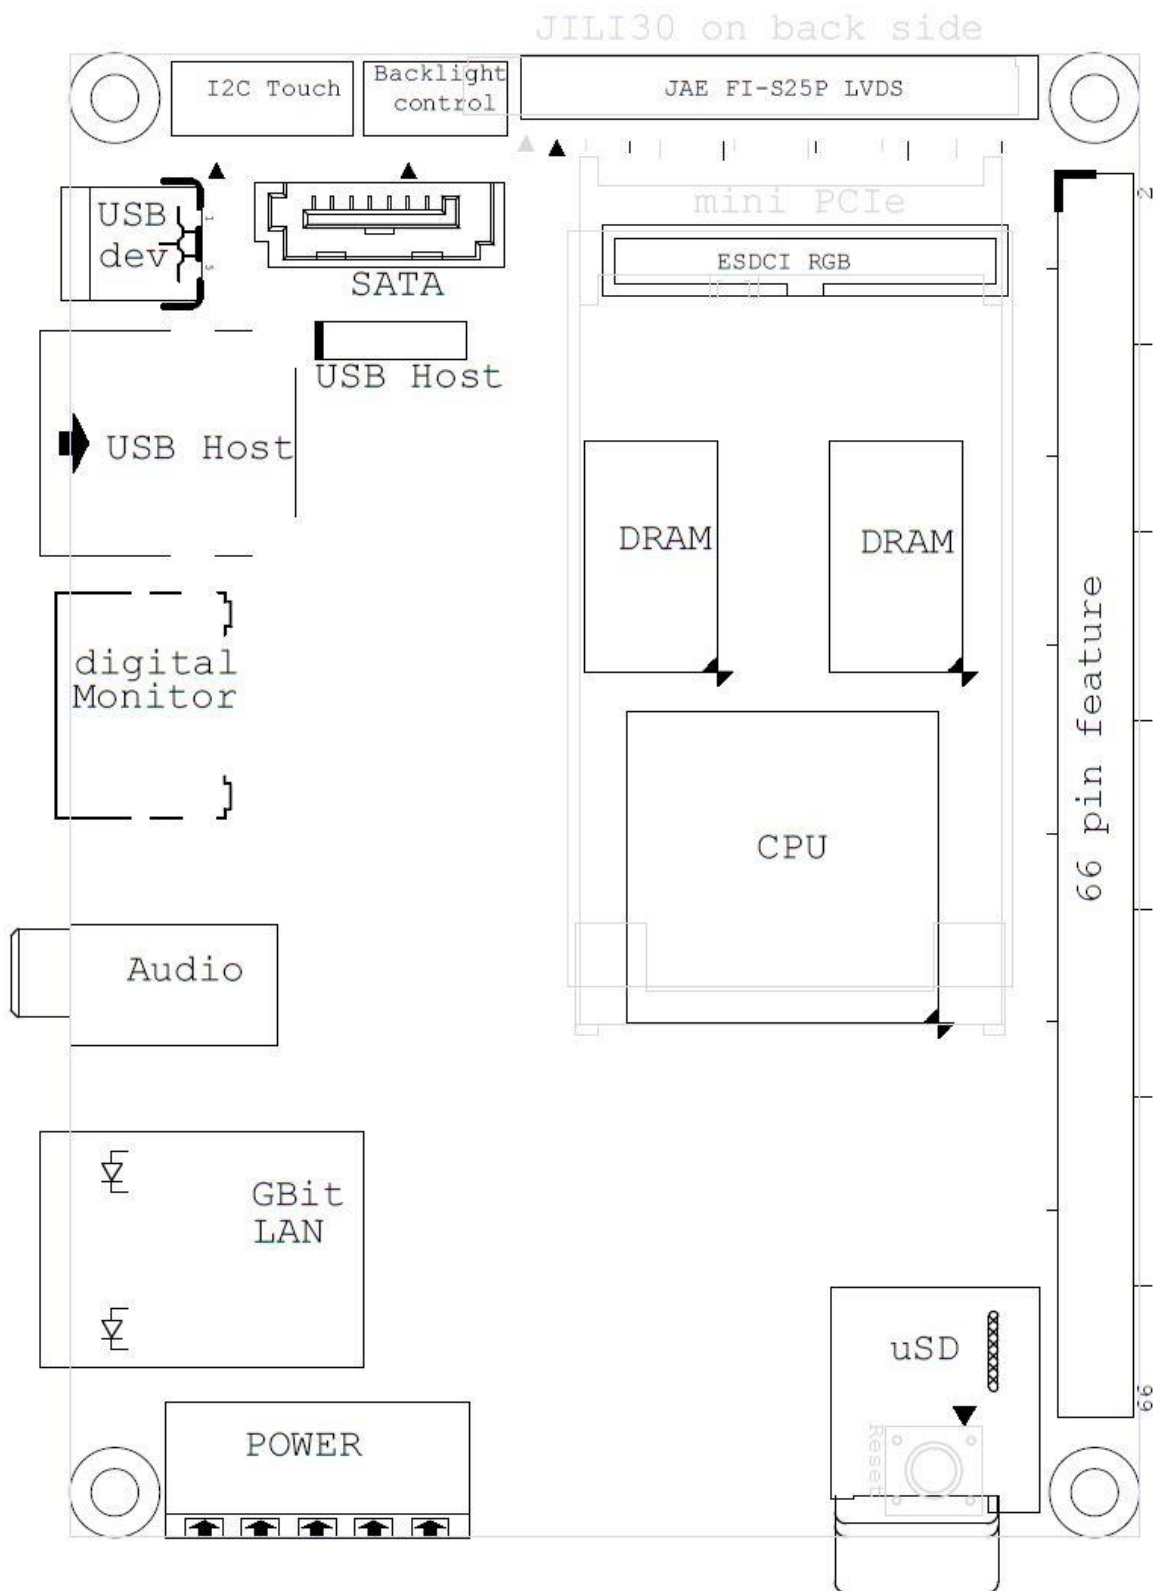 JILI30 on back side
I2C Touch
Backlight
control
JAE FI-S25P LVDS
mini PCIe
2
USB
dev
1
5
SATA
ESDCI RGB
USB Host
USB Host
DRAM
DRAM
digital
Monitor
66 pin feature
CPU
Audio
GBit
LAN
uSD
66
Reset
POWER